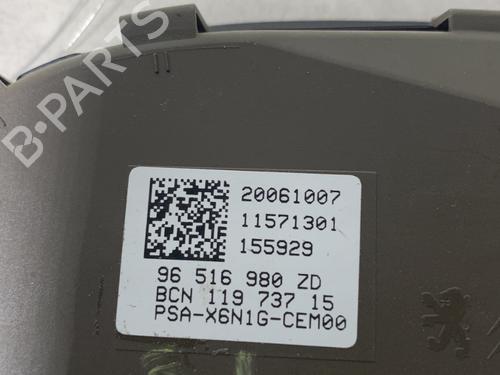 B-PARTS
20061007
11571301
155929
96 516 980 ZD
BCN 119 737 15
PSA-X6N1G-CEM00